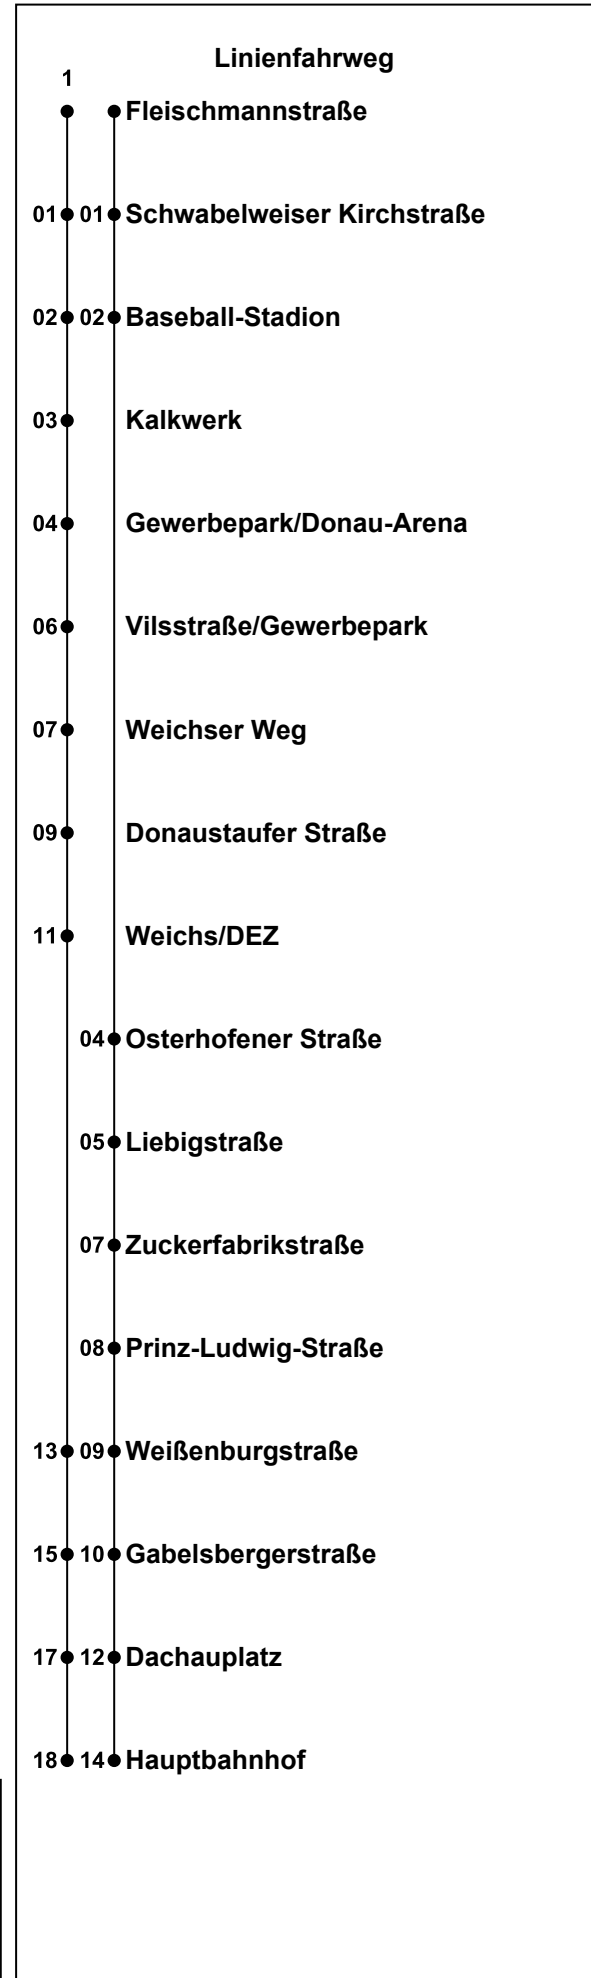 Linienfahrweg
1
Fleischmannstraße
01 01 Schwabelweiser Kirchstraße
02 02 Baseball-Stadion
03 Kalkwerk
04 Gewerbepark/Donau-Arena
06 Vilsstraße/Gewerbepark
07 Weichser Weg
09 Donaustaufer Straße
11 Weichs/DEZ
04 Osterhofener Straße
05 Liebigstraße
07 Zuckerfabrikstraße
08 Prinz-Ludwig-Straße
13 09 Weißenburgstraße
15 10 Gabelsbergerstraße
17 12 Dachauplatz
18 14 Hauptbahnhof